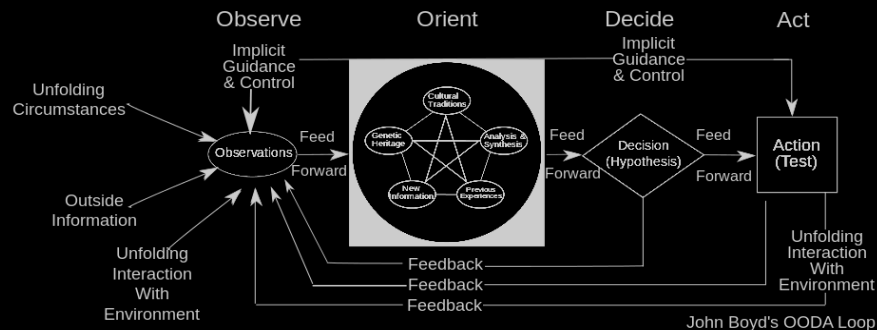 Observe
Orient
Decide
Act
Implicit
Guidance
& Control
Implicit
Guidance
& Control
Unfolding
Circumstances
Outside
Information
Unfolding
Interaction
With
Environment
Observations
Feed
Forward
Cultural
Traditions
Genetic
Heritage
Analysis &
Synthesis
New
Information
Previous
Experiences
Feed
Forward
Decision
(Hypothesis)
Feed
Forward
Action
(Test)
Unfolding
Interaction
With
Environment
Feedback
Feedback
Feedback
John Boyd's OODA Loop